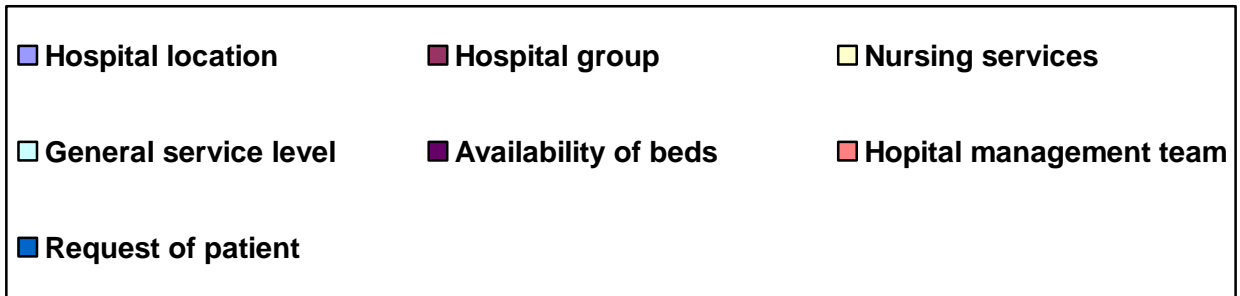 Hospital location Hospital group Nursing services
General service level Availability of beds Hopital management team
Request of patient